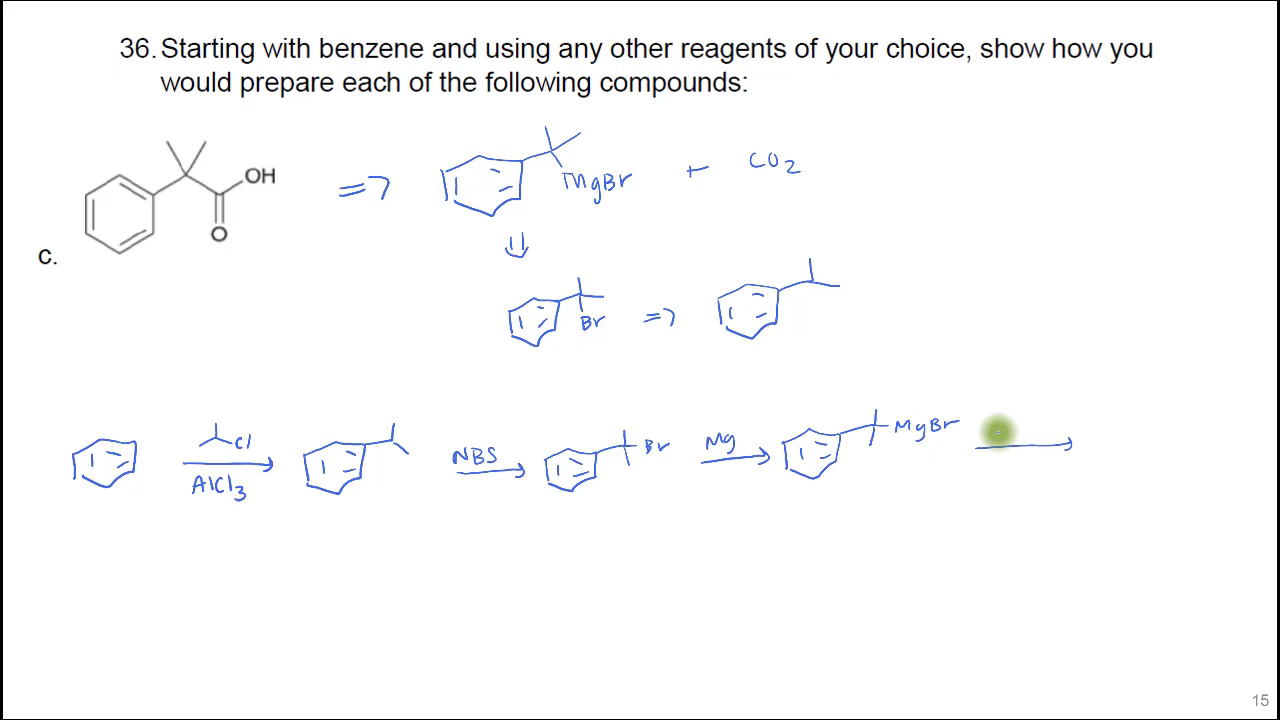 36. Starting with benzene and using any other reagents of your choice, show how you
would prepare each of the following compounds:
OH
O
c.
=> MgBr + CO2
Br =>
Cl
AlCl3
NBS
Br
Mg
MgBr
15